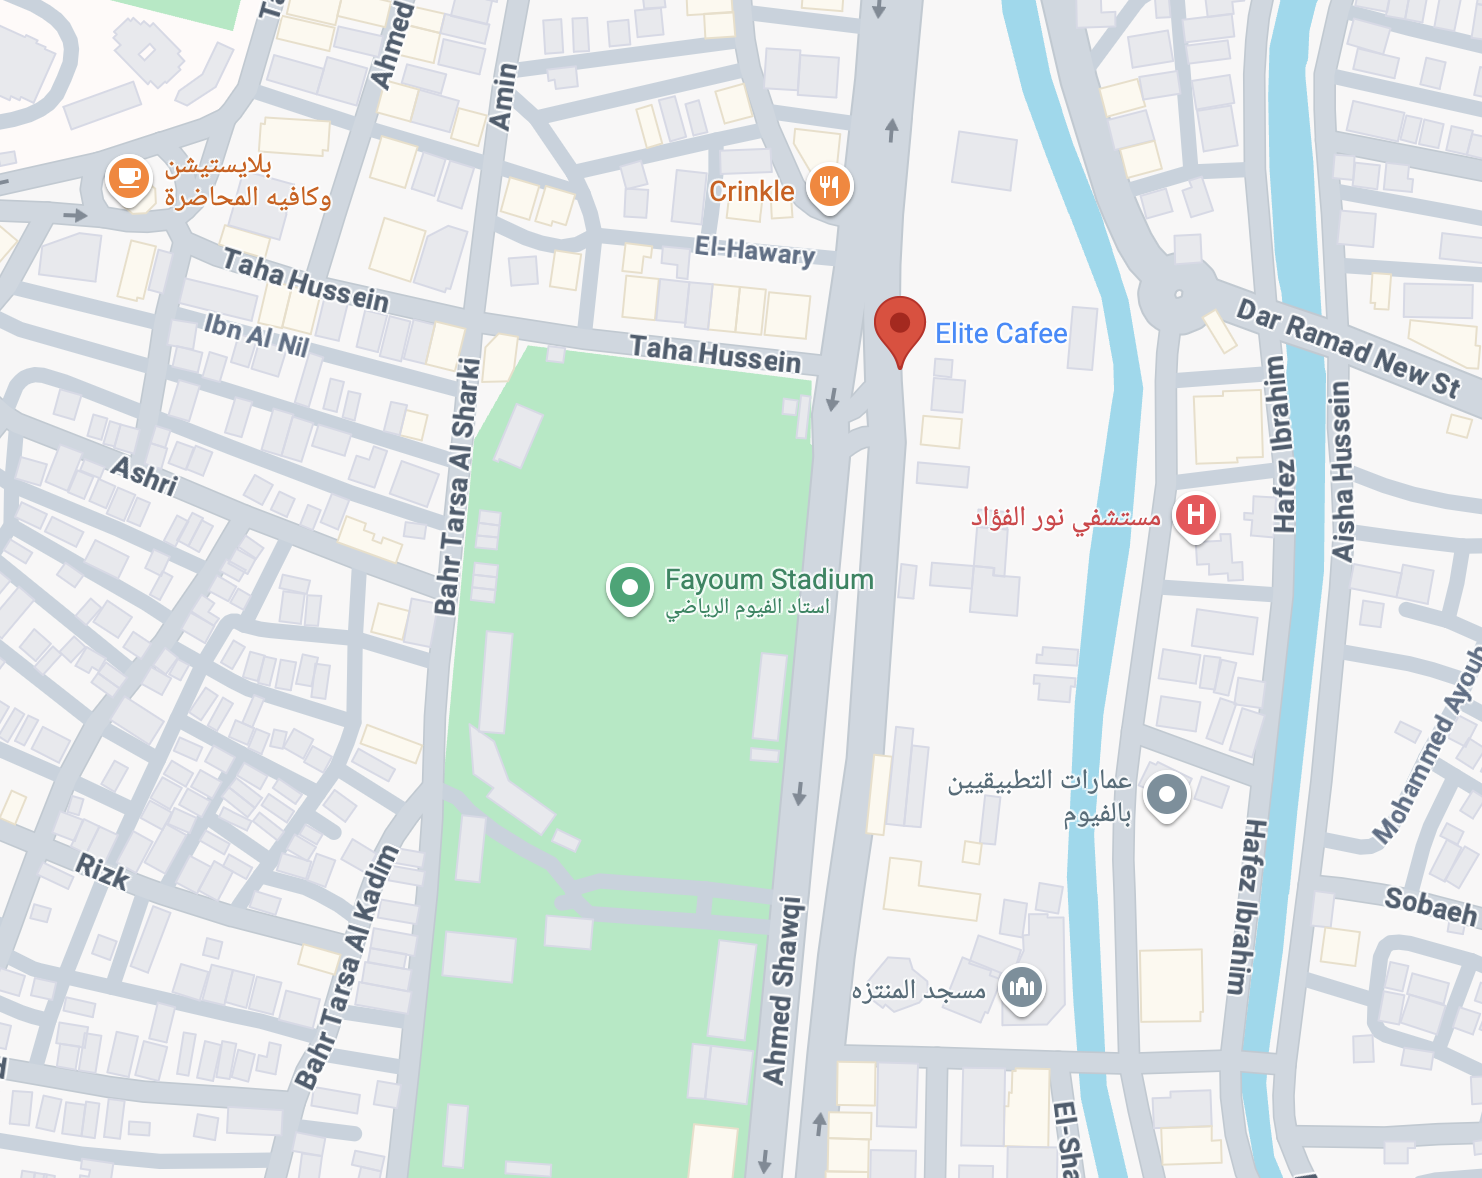 Ahmed
Amin
بلايستيشن
وكافيه المحاضرة
Crinkle
El-Hawary
Taha Hussein
Ibn Al Nil
Taha Hussein
Elite Cafee
Dar Ramad New St
Hafez Ibrahim
Aisha Hussein
Bahr Tarsa Al Sharki
Ashri
مستشفي نور الفؤاد
Fayoum Stadium
استاد الفيوم الرياضي
Mohammed Ayoub
عمارات التطبيقيين
بالفيوم
Rizk
Bahr Tarsa Al Kadim
Hafez Ibrahim
Sobaeh
Ahmed Shawqi
مسجد المنتزه
El-Sha